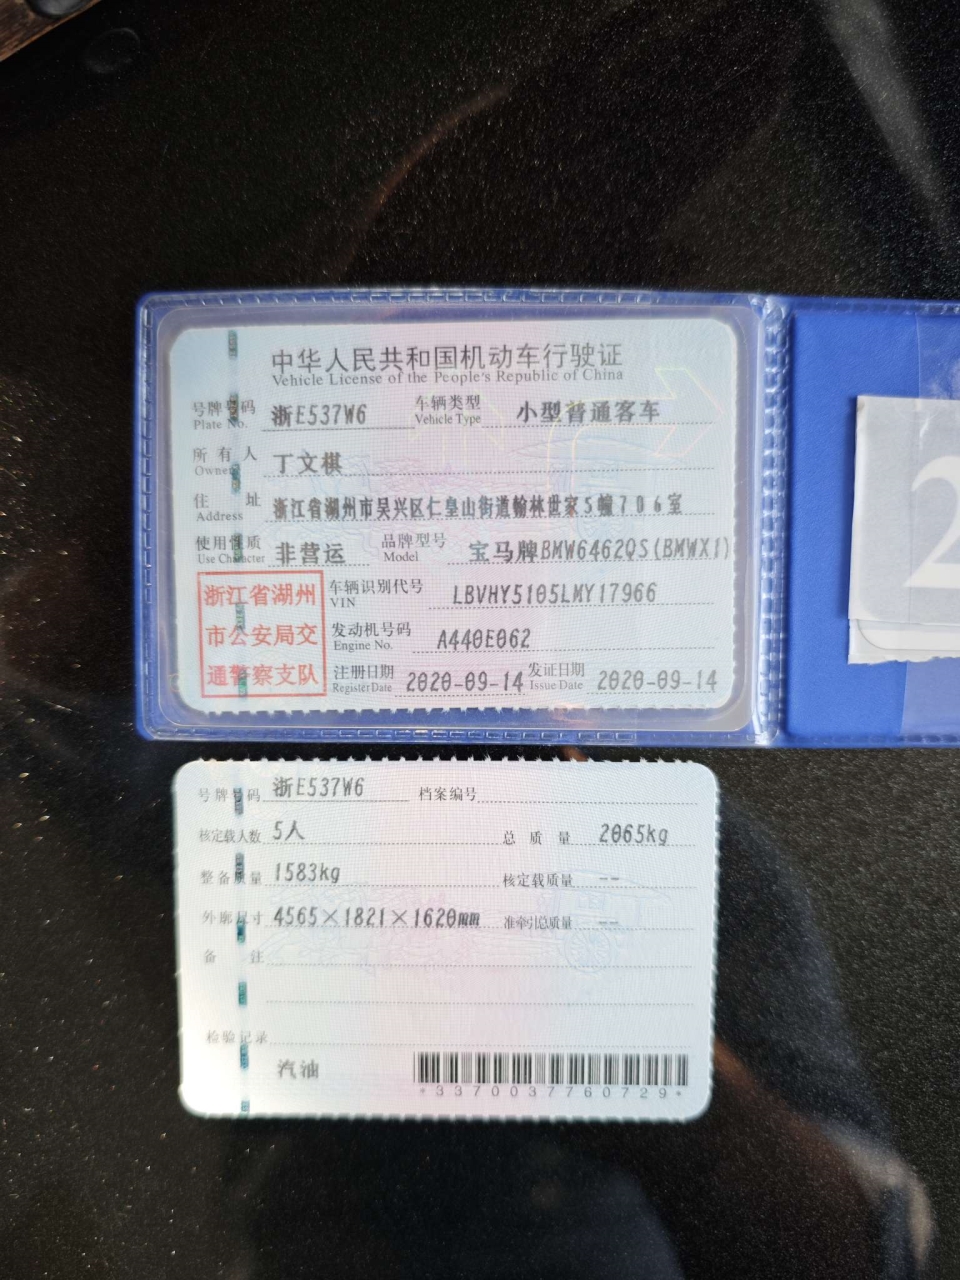 中华人民共和国机动车行驶证
Vehicle License of the People's Republic of China
号牌号码 浙E537W6 车辆类型 小型普通客车
Plate No. Vehicle Type
所有人 丁文棋
Owner
住址 浙江省湖州市吴兴区仁皇山街道翰林世家5幢706室
Address
使用性质 非营运 品牌型号 宝马牌BMW6462QS(BMWX1)
Use Character Model
浙江省湖州
市公安局交
通警察支队
车辆识别代号 LBVHY5105LMY17966
VIN
发动机号码 A440E062
Engine No.
注册日期 2020-09-14 发证日期 2020-09-14
Register Date Issue Date
2
号牌号码 浙E537W6 档案编号
核定载人数 5人 总质量 2065kg
整备质量 1583kg 核定载质量 --
外廓尺寸 4565×1821×1620mm 准牵引总质量 --
备注
检验记录
汽油
*3370037760729*